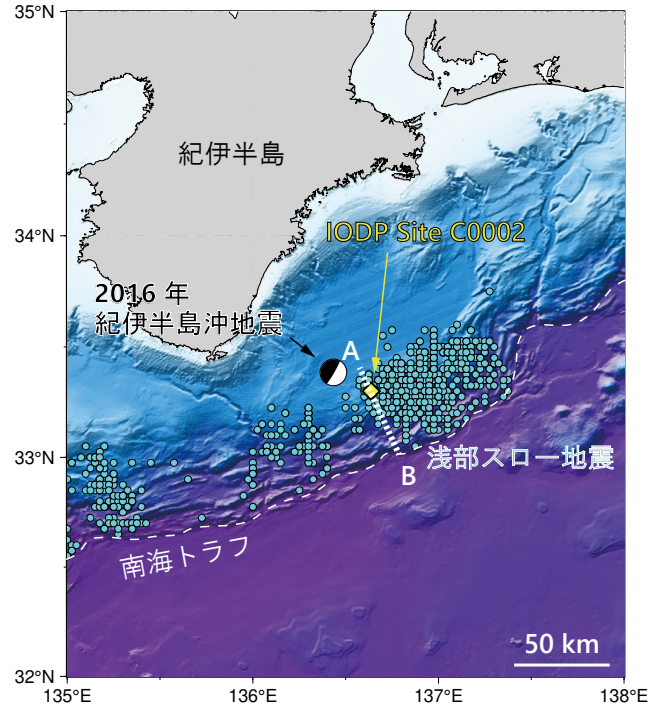 35°N
紀伊半島
34°N
IODP Site C0002
2016 年
紀伊半島沖地震
A
33°N
浅部スロー地震
B
南海トラフ
50 km
32°N
135°E
136°E
137°E
138°E